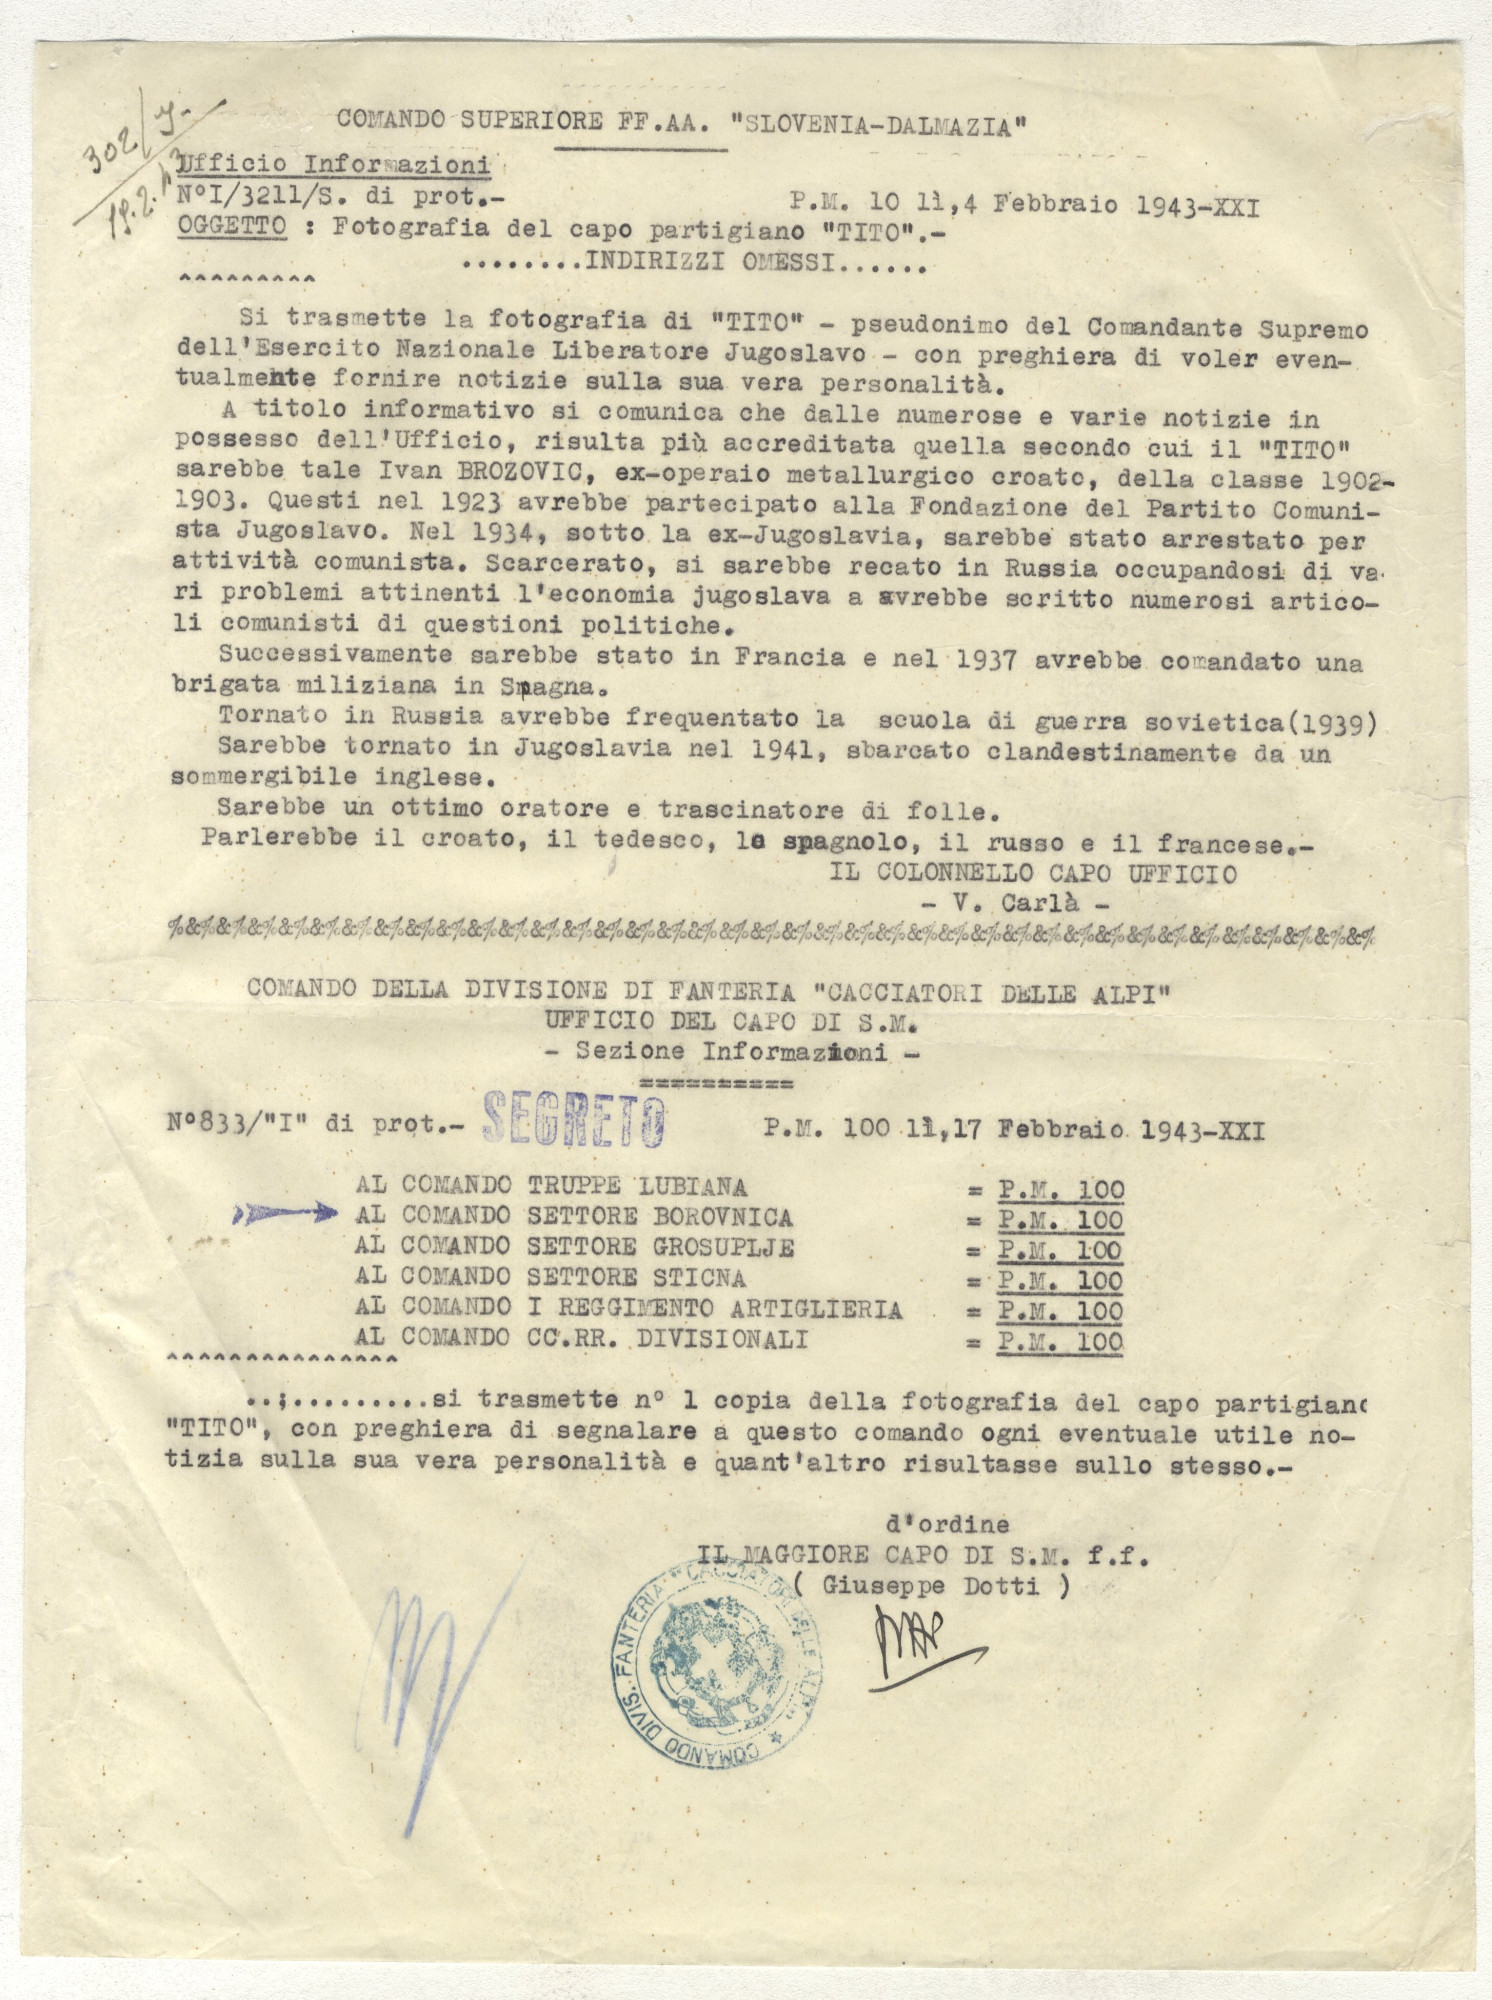 302/I-
19.2.43
COMANDO SUPERIORE FF.AA. "SLOVENIA-DALMAZIA"
Ufficio Informazioni
N°I/3211/S. di prot.- P.M. 10 lì,4 Febbraio 1943-XXI
OGGETTO : Fotografia del capo partigiano "TITO".-
........INDIRIZZI OMESSI......
^^^^^^^^^
Si trasmette la fotografia di "TITO" - pseudonimo del Comandante Supremo
dell'Esercito Nazionale Liberatore Jugoslavo - con preghiera di voler even-
tualmente fornire notizie sulla sua vera personalità.
A titolo informativo si comunica che dalle numerose e varie notizie in
possesso dell'Ufficio, risulta più accreditata quella secondo cui il "TITO"
sarebbe tale Ivan BROZOVIC, ex-operaio metallurgico croato, della classe 1902-
1903. Questi nel 1923 avrebbe partecipato alla Fondazione del Partito Comuni-
sta Jugoslavo. Nel 1934, sotto la ex-Jugoslavia, sarebbe stato arrestato per
attività comunista. Scarcerato, si sarebbe recato in Russia occupandosi di va-
ri problemi attinenti l'economia jugoslava a avrebbe scritto numerosi artico-
li comunisti di questioni politiche.
Successivamente sarebbe stato in Francia e nel 1937 avrebbe comandato una
brigata miliziana in Spagna.
Tornato in Russia avrebbe frequentato la scuola di guerra sovietica(1939)
Sarebbe tornato in Jugoslavia nel 1941, sbarcato clandestinamente da un
sommergibile inglese.
Sarebbe un ottimo oratore e trascinatore di folle.
Parlerebbe il croato, il tedesco, lo spagnolo, il russo e il francese.-
IL COLONNELLO CAPO UFFICIO
- V. Carlà -
%&%&%&%&%&%&%&%&%&%&%&%&%&%&%&%&%&%&%&%&%&%&%&%&%&%&%&%&%&%&%&%&%&%&%&%&%&%&%
COMANDO DELLA DIVISIONE DI FANTERIA "CACCIATORI DELLE ALPI"
UFFICIO DEL CAPO DI S.M.
- Sezione Informazioni -
==========
N°833/"I" di prot.- SEGRETO P.M. 100 lì,17 Febbraio 1943-XXI
AL COMANDO TRUPPE LUBIANA = P.M. 100
AL COMANDO SETTORE BOROVNICA = P.M. 100
AL COMANDO SETTORE GROSUPLJE = P.M. 100
AL COMANDO SETTORE STICNA = P.M. 100
AL COMANDO I REGGIMENTO ARTIGLIERIA = P.M. 100
AL COMANDO CC.RR. DIVISIONALI = P.M. 100
^^^^^^^^^^^^^^^
..;.........si trasmette n° 1 copia della fotografia del capo partigiano
"TITO", con preghiera di segnalare a questo comando ogni eventuale utile no-
tizia sulla sua vera personalità e quant'altro risultasse sullo stesso.-
d'ordine
IL MAGGIORE CAPO DI S.M. f.f.
( Giuseppe Dotti )
COMANDO DIVIS. FANTERIA "CACCIATORI DELLE ALPI"